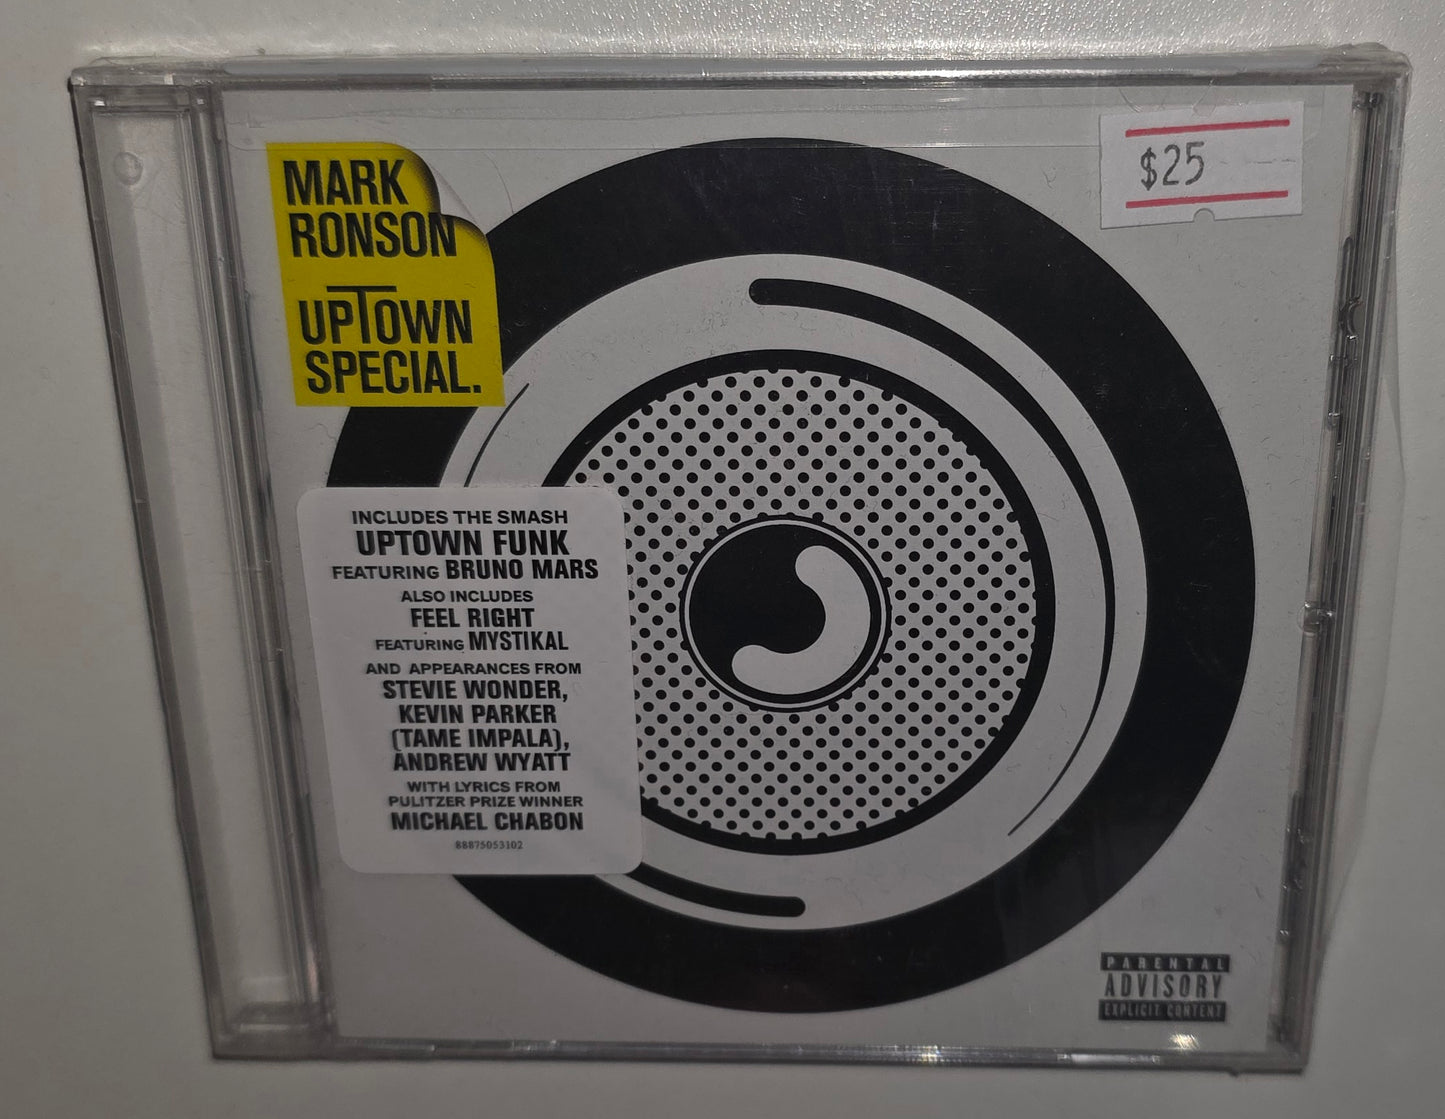 MARK
RONSON
UPTOWN
SPECIAL.
$25
INCLUDES THE SMASH
UPTOWN FUNK
FEATURING BRUNO MARS
ALSO INCLUDES
FEEL RIGHT
FEATURING MYSTIKAL
AND APPEARANCES FROM
STEVIE WONDER,
KEVIN PARKER
(TAME IMPALA),
ANDREW WYATT
WITH LYRICS FROM
PULITZER PRIZE WINNER
MICHAEL CHABON
88875053102
PARENTAL
ADVISORY
EXPLICIT CONTENT